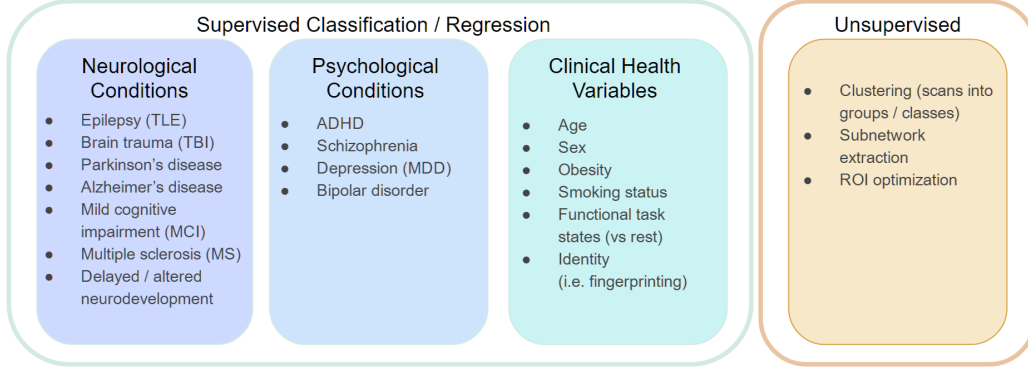 Supervised Classification / Regression
Neurological
Conditions
● Epilepsy (TLE)
● Brain trauma (TBI)
● Parkinson’s disease
● Alzheimer’s disease
● Mild cognitive
impairment (MCI)
● Multiple sclerosis (MS)
● Delayed / altered
neurodevelopment
Psychological
Conditions
● ADHD
● Schizophrenia
● Depression (MDD)
● Bipolar disorder
Clinical Health
Variables
● Age
● Sex
● Obesity
● Smoking status
● Functional task
states (vs rest)
● Identity
(i.e. fingerprinting)
Unsupervised
● Clustering (scans into
groups / classes)
● Subnetwork
extraction
● ROI optimization